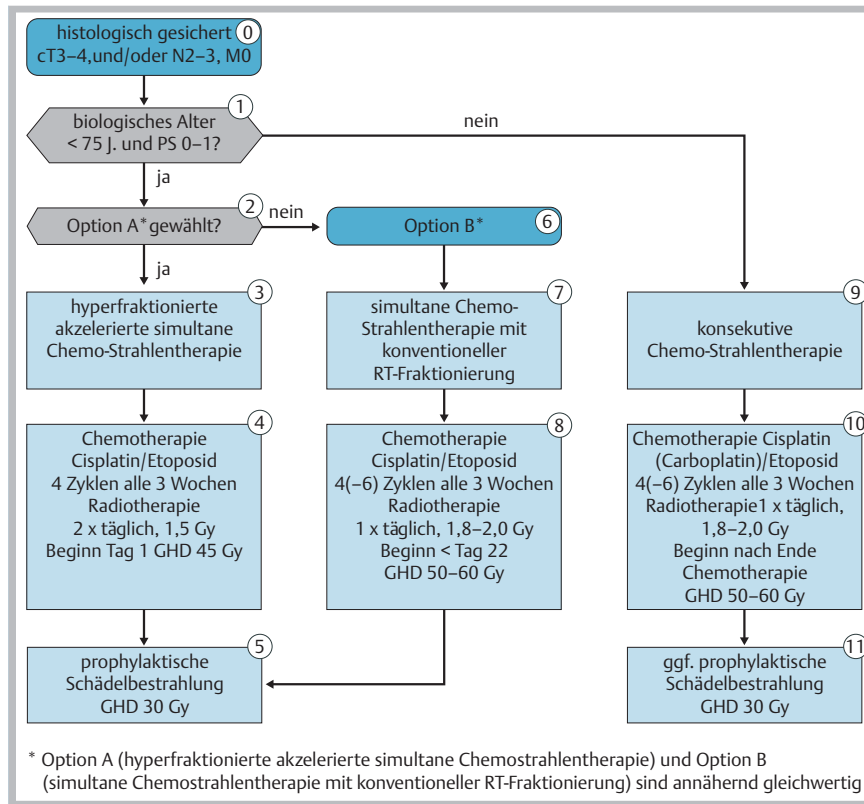 histologisch gesichert
cT3–4,und/oder N2–3, M0
0
biologisches Alter
< 75 J. und PS 0–1?
1
nein
ja
Option A* gewählt?
2
nein
Option B*
6
ja
hyperfraktionierte
akzelerierte simultane
Chemo-Strahlentherapie
3
simultane Chemo-
Strahlentherapie mit
konventioneller
RT-Fraktionierung
7
konsekutive
Chemo-Strahlentherapie
9
Chemotherapie
Cisplatin/Etoposid
4 Zyklen alle 3 Wochen
Radiotherapie
2 x täglich, 1,5 Gy
Beginn Tag 1 GHD 45 Gy
4
Chemotherapie
Cisplatin/Etoposid
4(–6) Zyklen alle 3 Wochen
Radiotherapie
1 x täglich, 1,8–2,0 Gy
Beginn < Tag 22
GHD 50–60 Gy
8
Chemotherapie Cisplatin
(Carboplatin)/Etoposid
4(–6) Zyklen alle 3 Wochen
Radiotherapie1 x täglich,
1,8–2,0 Gy
Beginn nach Ende
Chemotherapie
GHD 50–60 Gy
10
prophylaktische
Schädelbestrahlung
GHD 30 Gy
5
ggf. prophylaktische
Schädelbestrahlung
GHD 30 Gy
11
* Option A (hyperfraktionierte akzelerierte simultane Chemostrahlentherapie) und Option B
(simultane Chemostrahlentherapie mit konventioneller RT-Fraktionierung) sind annähernd gleichwertig